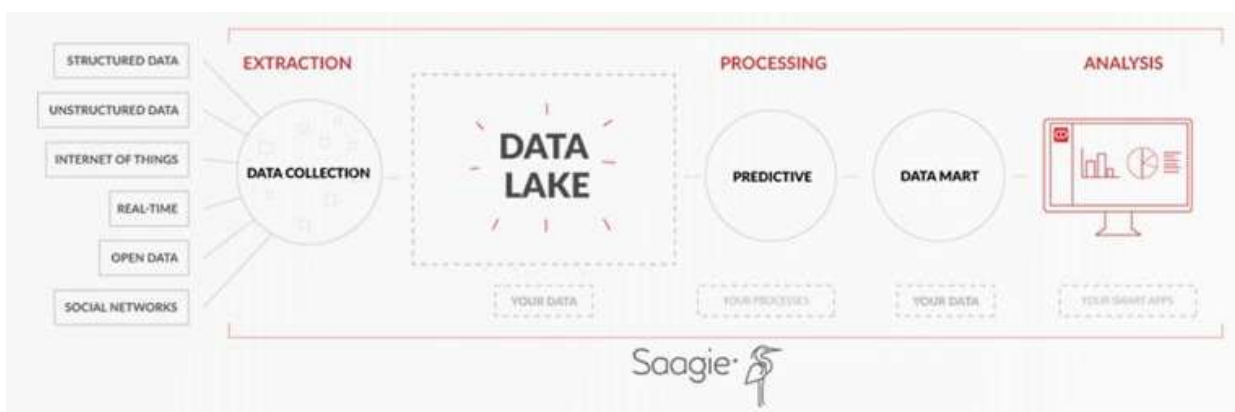 STRUCTURED DATA
UNSTRUCTURED DATA
INTERNET OF THINGS
REAL-TIME
OPEN DATA
SOCIAL NETWORKS
EXTRACTION
DATA COLLECTION
DATA
LAKE
YOUR DATA
PROCESSING
PREDICTIVE
YOUR PROCESSES
DATA MART
YOUR DATA
ANALYSIS
YOUR SMART APPS
Saagie